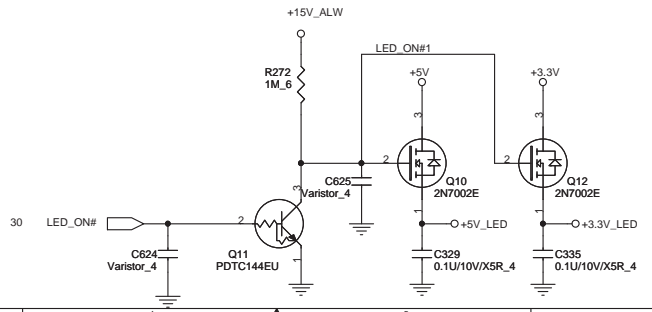 +15V_ALW
LED_ON#1
R272
1M_6
+5V
+3.3V
3
3
2
2
Q10
2N7002E
Q12
2N7002E
C625
Varistor_4
3
1
1
30 LED_ON#
2
+5V_LED
+3.3V_LED
C624
Varistor_4
Q11
PDTC144EU
1
C329
0.1U/10V/X5R_4
C335
0.1U/10V/X5R_4